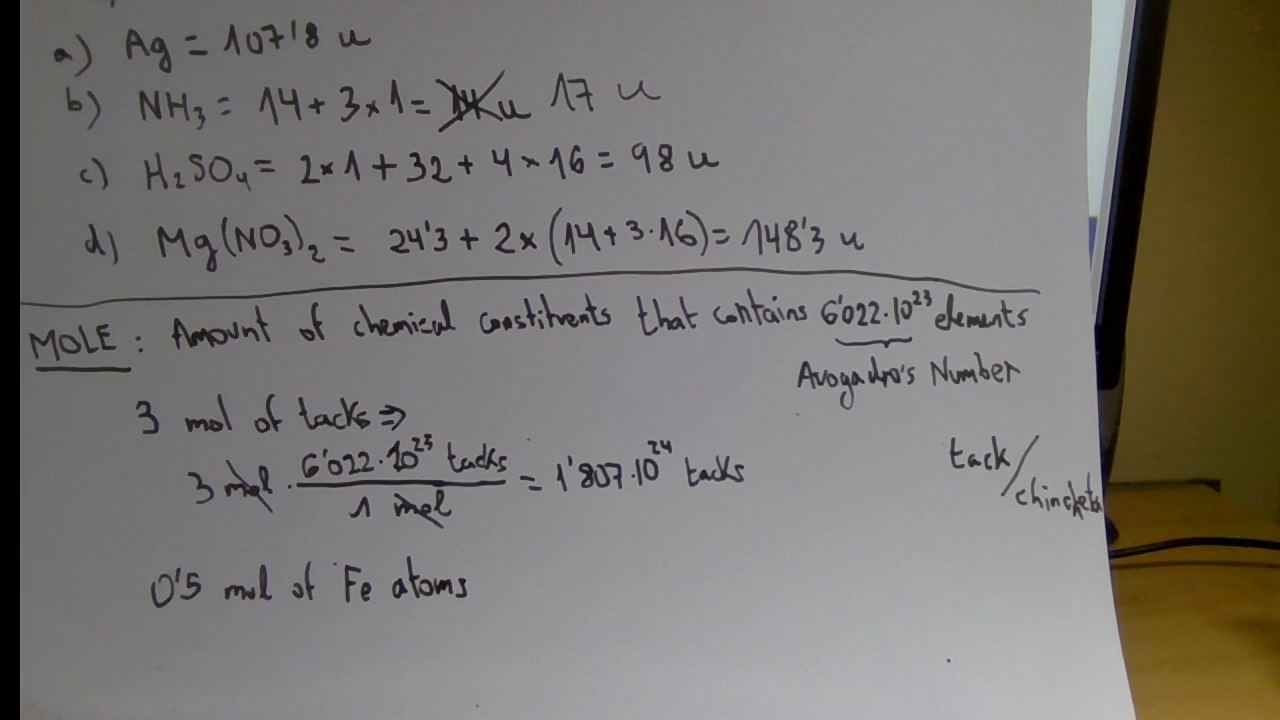 a) Ag = 107'8 u
b) NH3 = 14 + 3 x 1 = 17 u
c) H2SO4 = 2 x 1 + 32 + 4 x 16 = 98 u
d) Mg(NO3)2 = 24'3 + 2 x (14 + 3·16) = 148'3 u
MOLE: Amount of chemical constituents that contains 6'022·10^23 elements
Avogadro's Number
3 mol of tacks ⇒
3 mol · 6'022·10^23 tacks / 1 mol = 1'807·10^24 tacks
tack/
chincheta
0'5 mol of Fe atoms